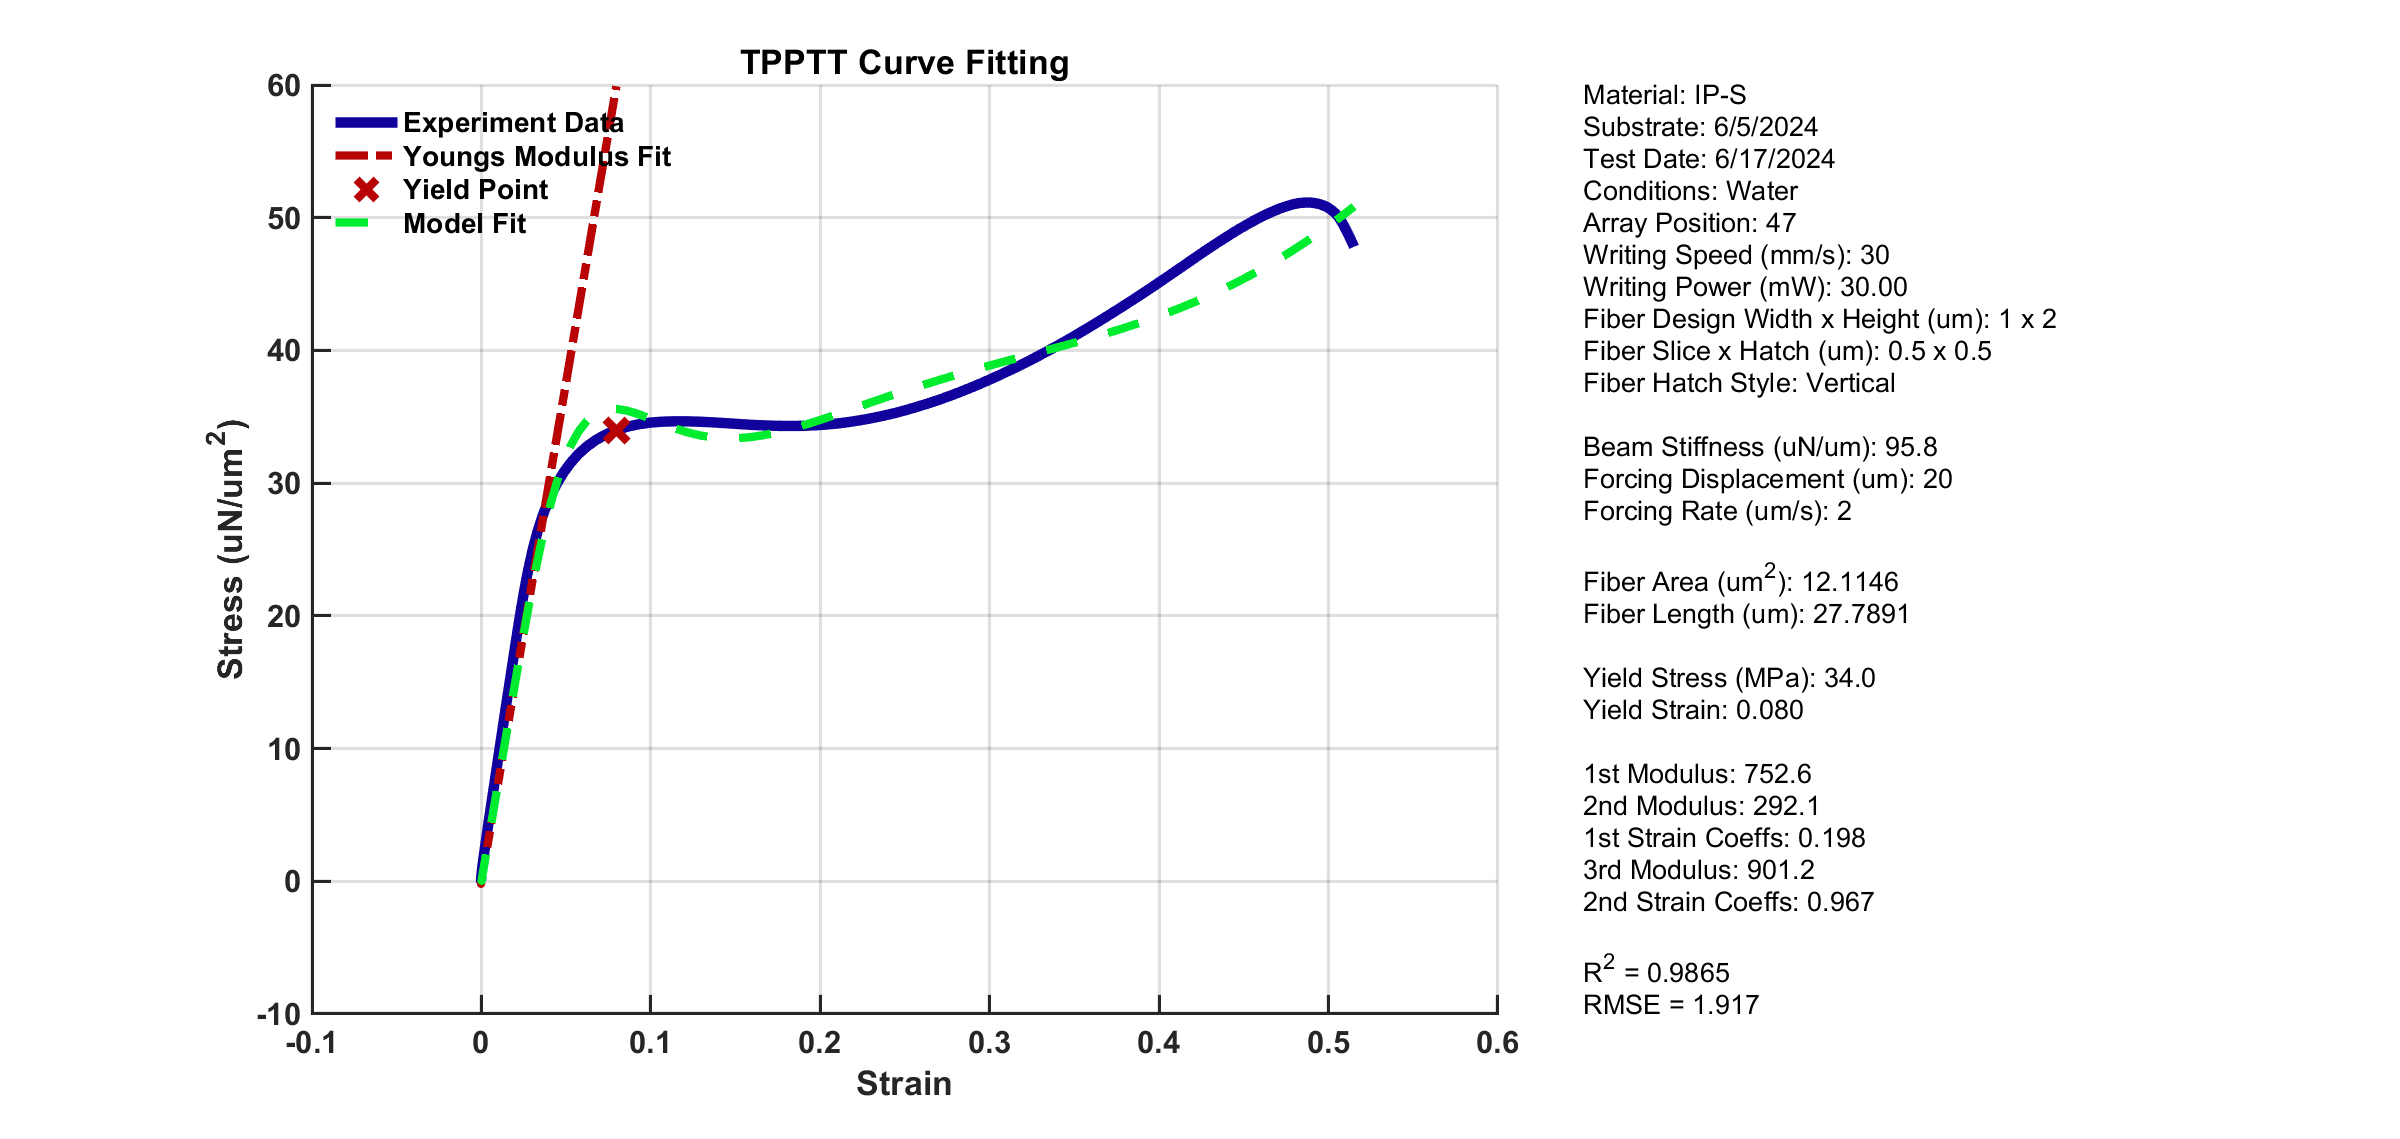 TPPTT Curve Fitting
60
50
40
30
20
10
0
-10
Stress (uN/um2)
Experiment Data
Youngs Modulus Fit
Yield Point
Model Fit
-0.1 0 0.1 0.2 0.3 0.4 0.5 0.6
Strain
Material: IP-S
Substrate: 6/5/2024
Test Date: 6/17/2024
Conditions: Water
Array Position: 47
Writing Speed (mm/s): 30
Writing Power (mW): 30.00
Fiber Design Width x Height (um): 1 x 2
Fiber Slice x Hatch (um): 0.5 x 0.5
Fiber Hatch Style: Vertical
Beam Stiffness (uN/um): 95.8
Forcing Displacement (um): 20
Forcing Rate (um/s): 2
Fiber Area (um2): 12.1146
Fiber Length (um): 27.7891
Yield Stress (MPa): 34.0
Yield Strain: 0.080
1st Modulus: 752.6
2nd Modulus: 292.1
1st Strain Coeffs: 0.198
3rd Modulus: 901.2
2nd Strain Coeffs: 0.967
R2 = 0.9865
RMSE = 1.917